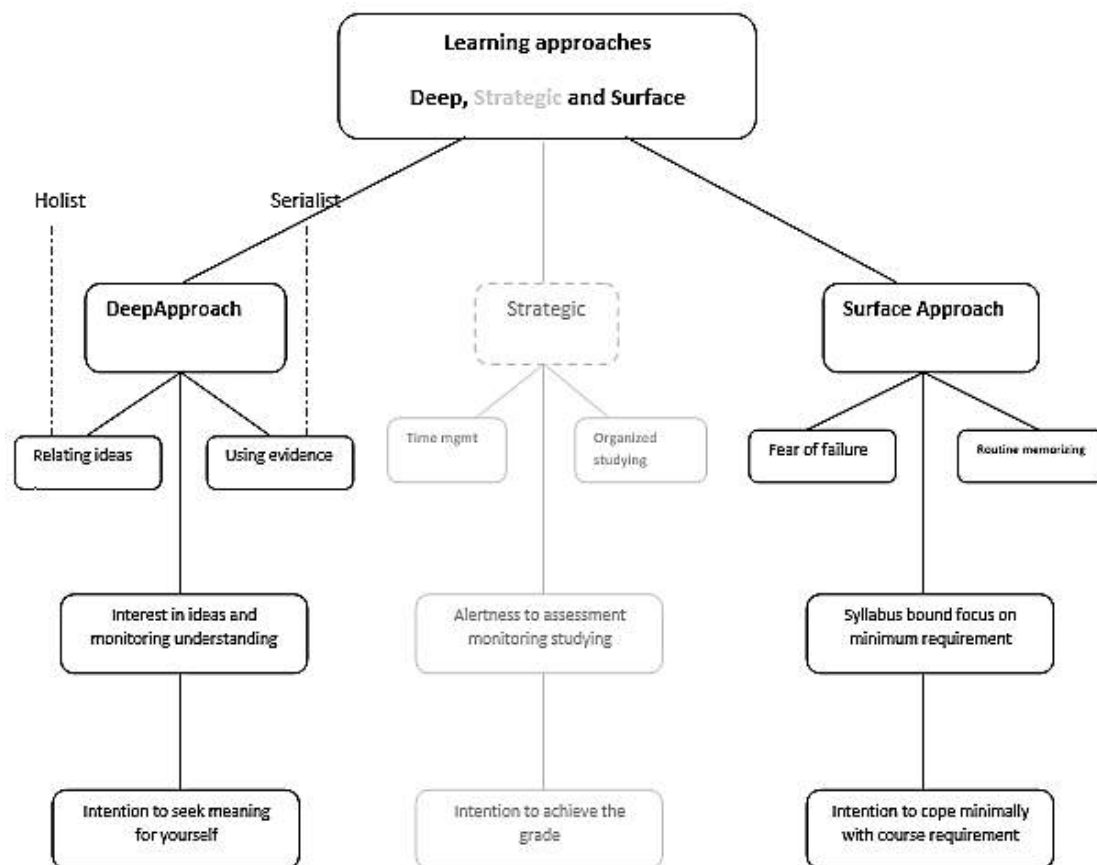 Learning approaches
Deep, Strategic and Surface
Holist
Serialist
DeepApproach
Strategic
Surface Approach
Relating ideas
Using evidence
Time mgmt
Organized
studying
Fear of failure
Routine memorizing
Interest in ideas and
monitoring understanding
Alertness to assessment
monitoring studying
Syllabus bound focus on
minimum requirement
Intention to seek meaning
for yourself
Intention to achieve the
grade
Intention to cope minimally
with course requirement